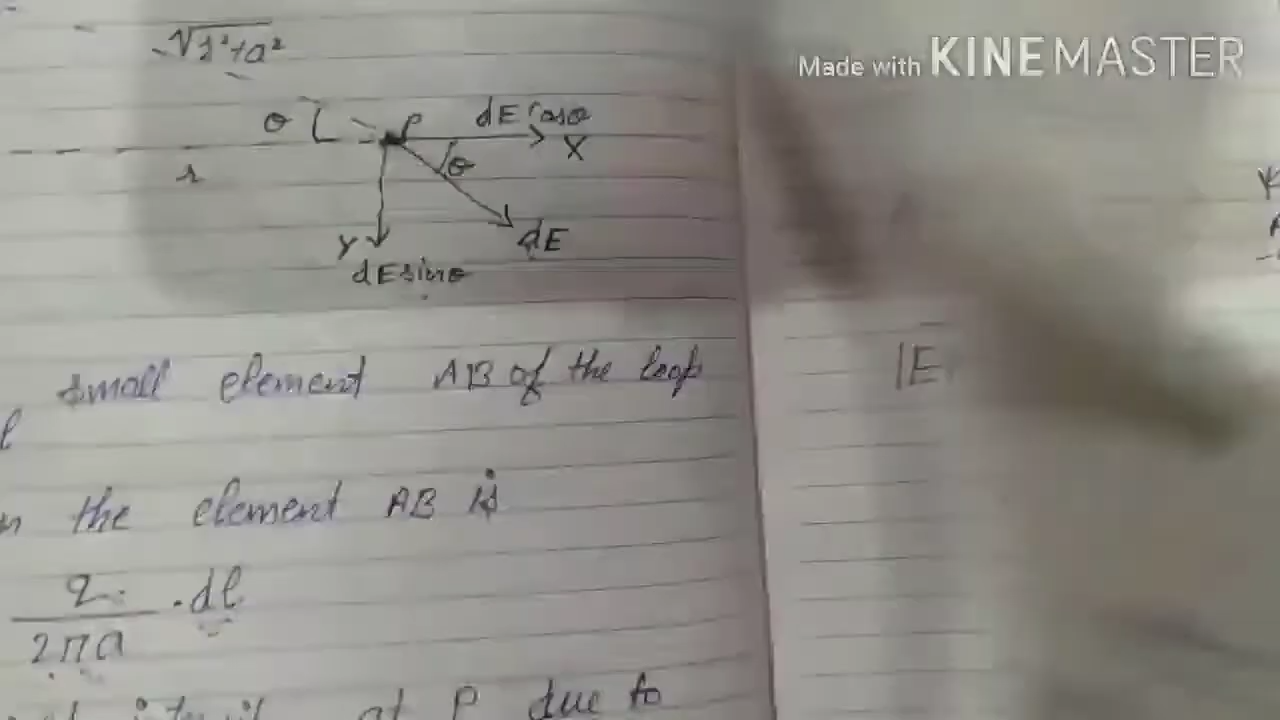 √r²+a²
Made with KINEMASTER
θ P dE cosθ
X
r θ
Y dE
dE sinθ
small element AB of the loop
l
the element AB is
q
.dl
2πa
at P due to
|E